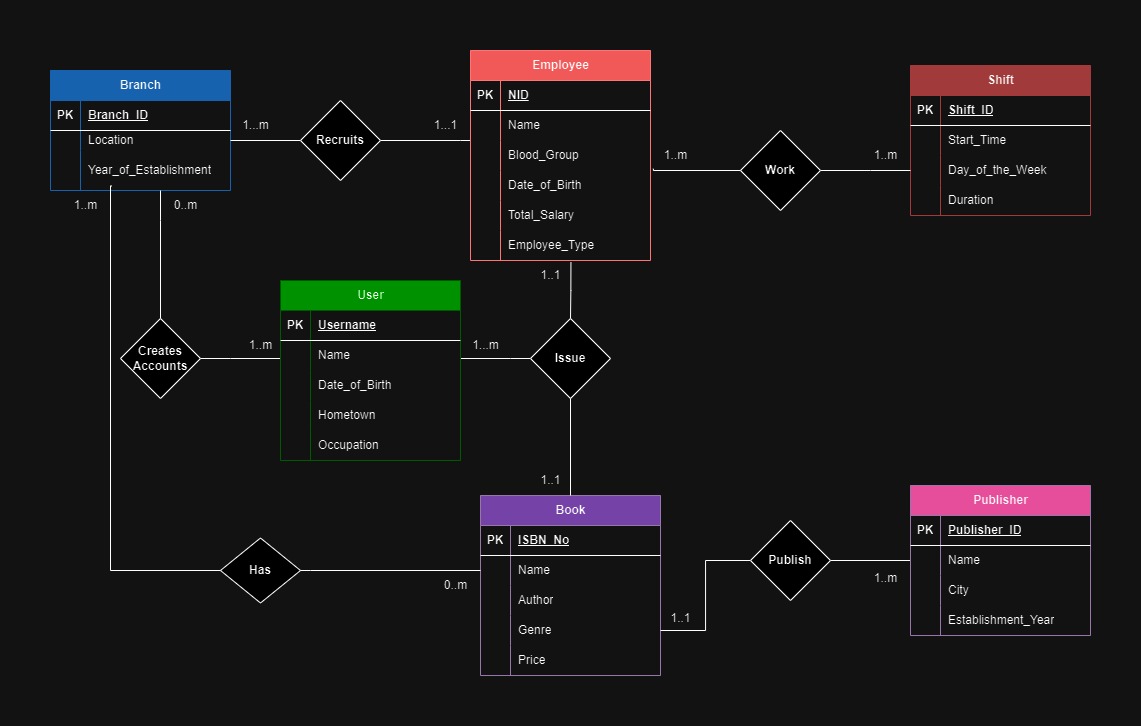 Branch
PK Branch_ID
Location
Year_of_Establishment
1...m
Recruits
1...1
Employee
PK NID
Name
Blood_Group
Date_of_Birth
Total_Salary
Employee_Type
1..m
Work
1..m
Shift
PK Shift_ID
Start_Time
Day_of_the_Week
Duration
1..m
0..m
Creates
Accounts
1..m
User
PK Username
Name
Date_of_Birth
Hometown
Occupation
1...m
1..1
Issue
1..1
Has
0..m
Book
PK ISBN_No
Name
Author
Genre
Price
1..1
Publish
1..m
Publisher
PK Publisher_ID
Name
City
Establishment_Year